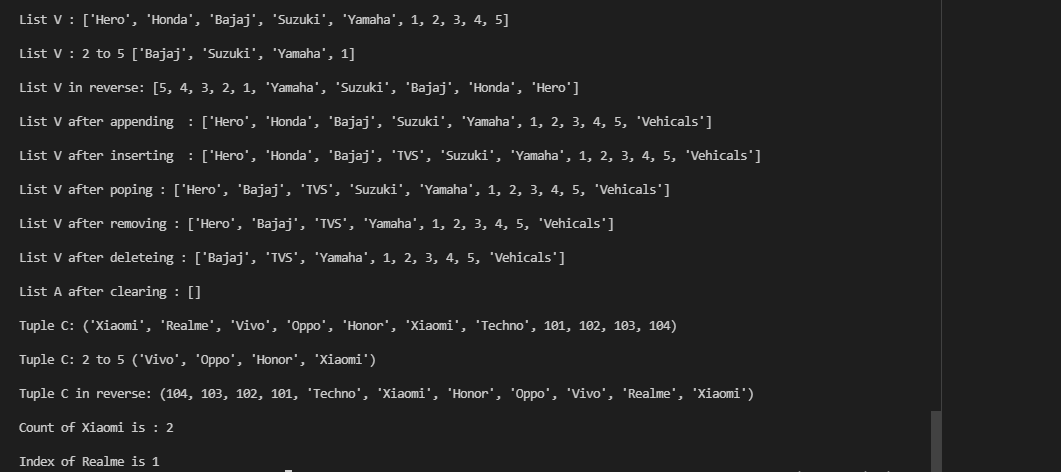 List V : ['Hero', 'Honda', 'Bajaj', 'Suzuki', 'Yamaha', 1, 2, 3, 4, 5]
List V : 2 to 5 ['Bajaj', 'Suzuki', 'Yamaha', 1]
List V in reverse: [5, 4, 3, 2, 1, 'Yamaha', 'Suzuki', 'Bajaj', 'Honda', 'Hero']
List V after appending  : ['Hero', 'Honda', 'Bajaj', 'Suzuki', 'Yamaha', 1, 2, 3, 4, 5, 'Vehicals']
List V after inserting  : ['Hero', 'Honda', 'Bajaj', 'TVS', 'Suzuki', 'Yamaha', 1, 2, 3, 4, 5, 'Vehicals']
List V after poping : ['Hero', 'Bajaj', 'TVS', 'Suzuki', 'Yamaha', 1, 2, 3, 4, 5, 'Vehicals']
List V after removing : ['Hero', 'Bajaj', 'TVS', 'Yamaha', 1, 2, 3, 4, 5, 'Vehicals']
List V after deleteing : ['Bajaj', 'TVS', 'Yamaha', 1, 2, 3, 4, 5, 'Vehicals']
List A after clearing : []
Tuple C: ('Xiaomi', 'Realme', 'Vivo', 'Oppo', 'Honor', 'Xiaomi', 'Techno', 101, 102, 103, 104)
Tuple C: 2 to 5 ('Vivo', 'Oppo', 'Honor', 'Xiaomi')
Tuple C in reverse: (104, 103, 102, 101, 'Techno', 'Xiaomi', 'Honor', 'Oppo', 'Vivo', 'Realme', 'Xiaomi')
Count of Xiaomi is : 2
Index of Realme is 1